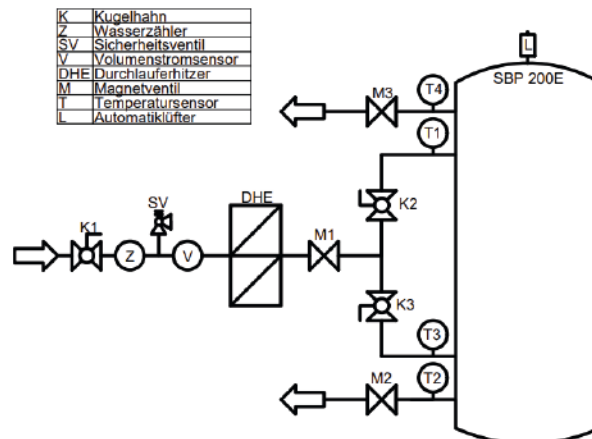 K Kugelhahn
Z Wasserzähler
SV Sicherheitsventil
V Volumenstromsensor
DHE Durchlauferhitzer
M Magnetventil
T Temperatursensor
L Automatiklüfter
L
SBP 200E
M3
T4
T1
K2
SV
DHE
K1
M1
Z
V
K3
T3
M2
T2